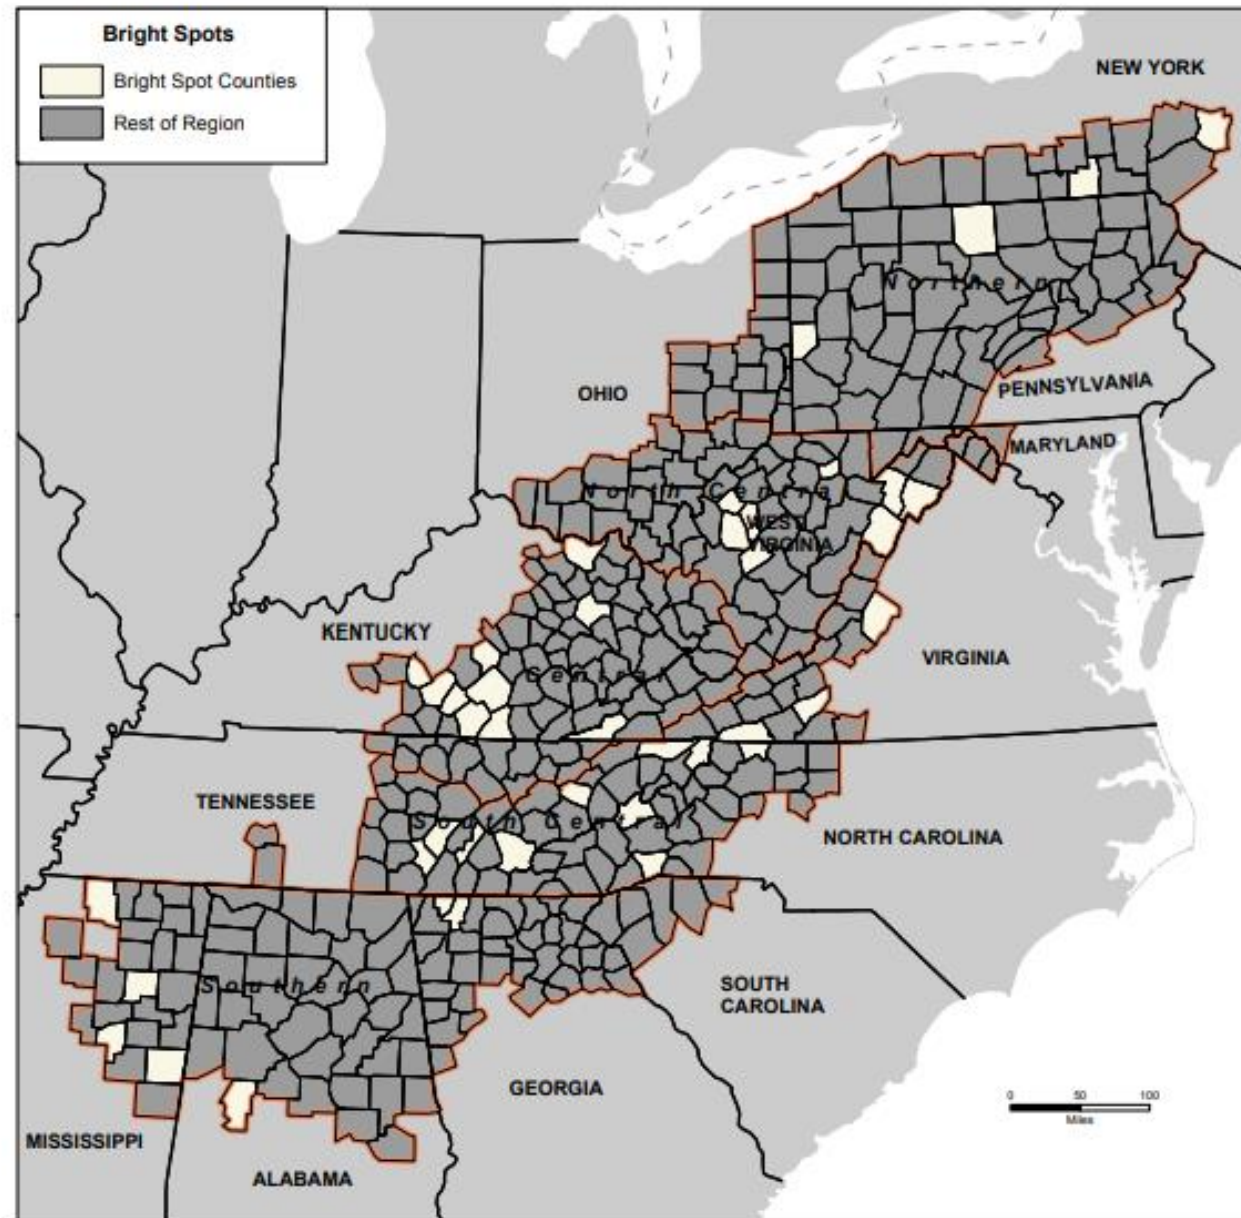 Bright Spots
Bright Spot Counties
Rest of Region
NEW YORK
Northern
PENNSYLVANIA
OHIO
MARYLAND
North Central
WEST
VIRGINIA
KENTUCKY
VIRGINIA
Central
TENNESSEE
South Central
NORTH CAROLINA
Southern
SOUTH
CAROLINA
GEORGIA
0 50 100
Miles
MISSISSIPPI
ALABAMA